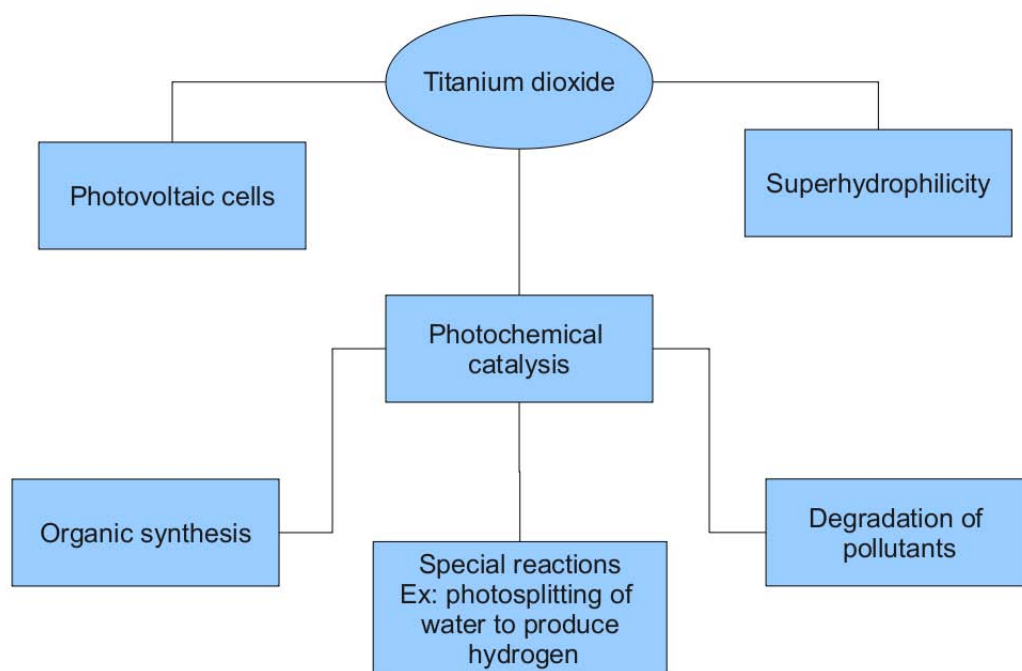 Titanium dioxide
Photovoltaic cells
Superhydrophilicity
Photochemical
catalysis
Organic synthesis
Special reactions
Ex: photosplitting of
water to produce
hydrogen
Degradation of
pollutants